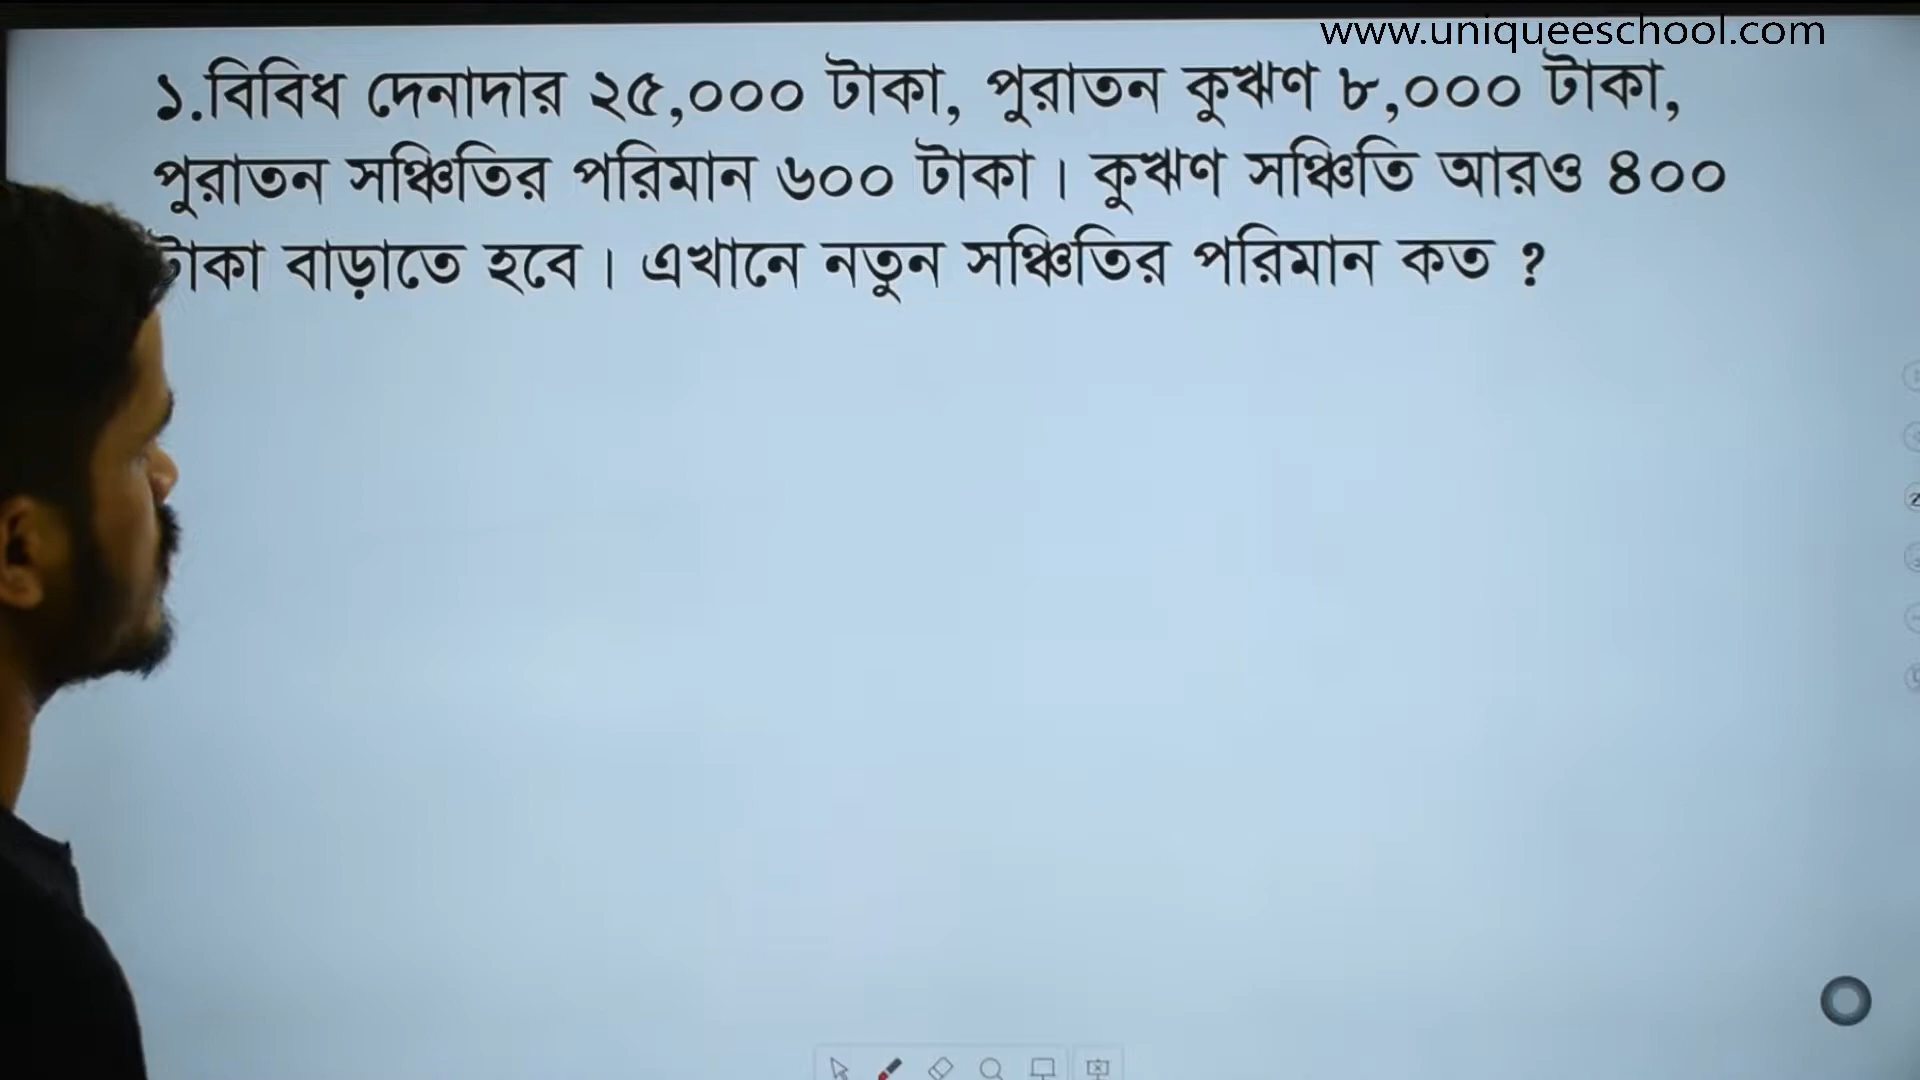 www.uniqueeschool.com
১.বিবিধ দেনাদার ২৫,০০০ টাকা, পুরাতন কুঋণ ৮,০০০ টাকা,
পুরাতন সঞ্চিতির পরিমান ৬০০ টাকা। কুঋণ সঞ্চিতি আরও ৪০০
টাকা বাড়াতে হবে। এখানে নতুন সঞ্চিতির পরিমান কত ?